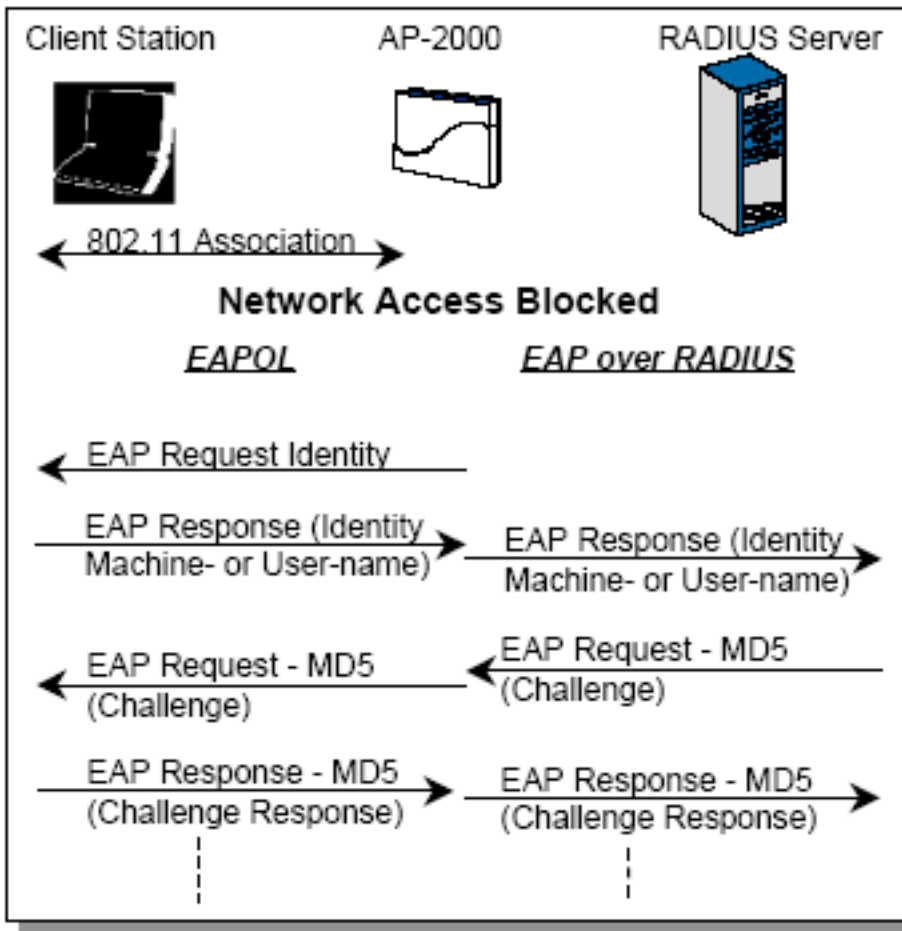 Client Station
AP-2000
RADIUS Server
802.11 Association
Network Access Blocked
EAPOL
EAP over RADIUS
EAP Request Identity
EAP Response (Identity
Machine- or User-name)
EAP Response (Identity
Machine- or User-name)
EAP Request - MD5
(Challenge)
EAP Request - MD5
(Challenge)
EAP Response - MD5
(Challenge Response)
EAP Response - MD5
(Challenge Response)